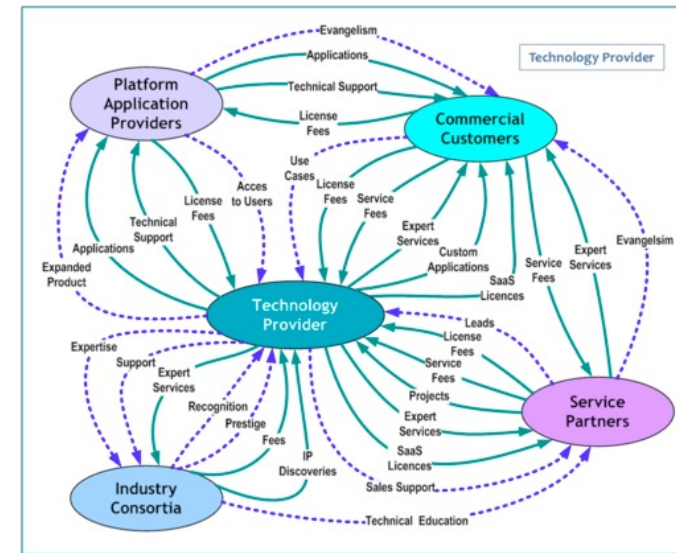 Evangelism
Applications
Technology Provider
Technical Support
Platform
Application
Providers
License
Fees
Commercial
Customers
Use
Cases
License
Fees
Service
Fees
Acces
to Users
License
Fees
Technical
Support
Applications
Expanded
Product
Expert
Services
Custom
Applications
SaaS
Licences
Service
Fees
Expert
Services
Evangelsim
Technology
Provider
Leads
License
Fees
Service
Fees
Projects
Expert
Services
SaaS
Licences
Sales Support
Service
Partners
Expertise
Support
Expert
Services
Recognition
Prestige
Fees
IP
Discoveries
Industry
Consortia
Technical Education